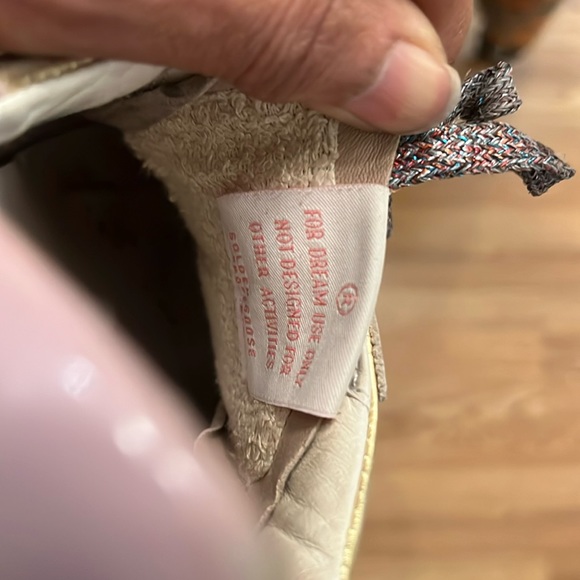 ®
FOR DREAM USE ONLY
NOT DESIGNED FOR
OTHER ACTIVITIES
GOLDEN GOOSE